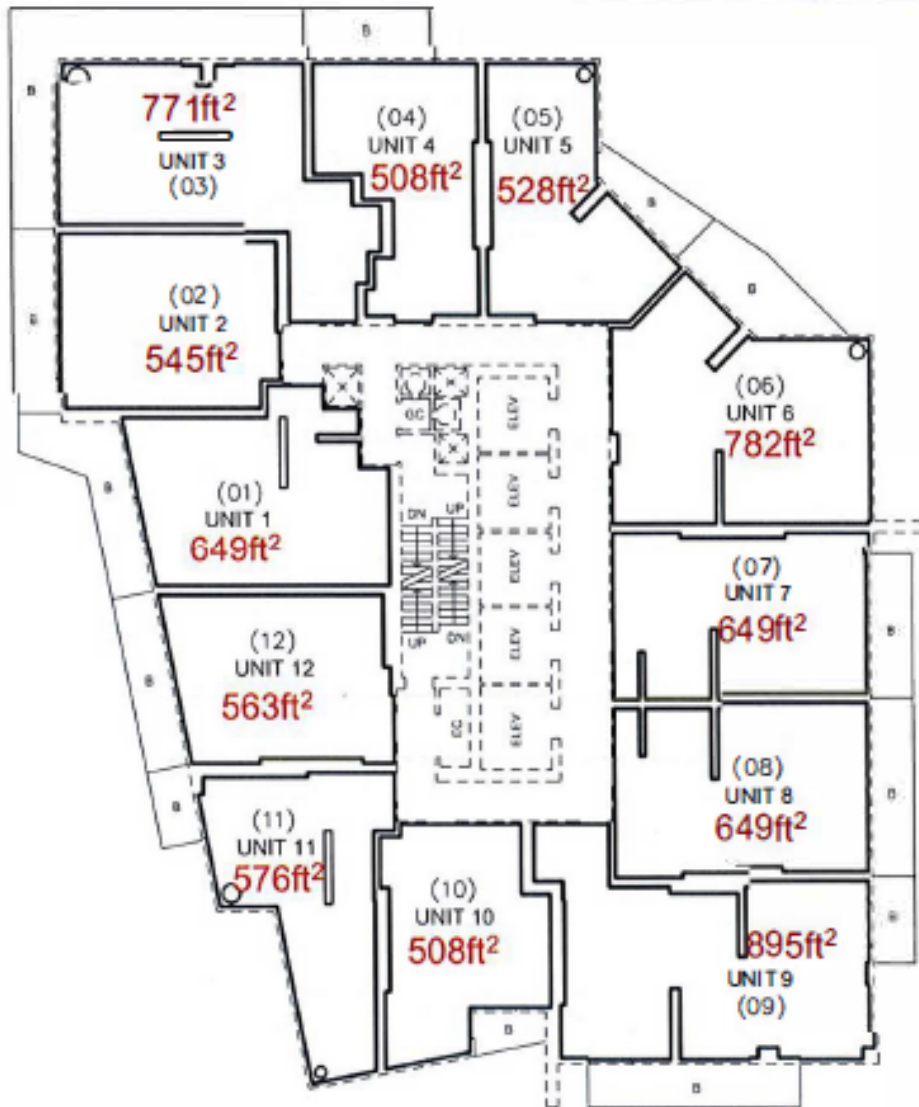 B
B
771ft²
UNIT 3
(03)
(04)
UNIT 4
508ft²
(05)
UNIT 5
528ft²
B
B
(02)
UNIT 2
545ft²
B
(06)
UNIT 6
782ft²
X
X
X
ELEV
ELEV
ELEV
ELEV
ELEV
DN
UP
UP
DN
(01)
UNIT 1
649ft²
B
(07)
UNIT 7
649ft²
B
(12)
UNIT 12
563ft²
B
(08)
UNIT 8
649ft²
B
(11)
UNIT 11
576ft²
B
(10)
UNIT 10
508ft²
B
895ft²
UNIT 9
(09)
B
B